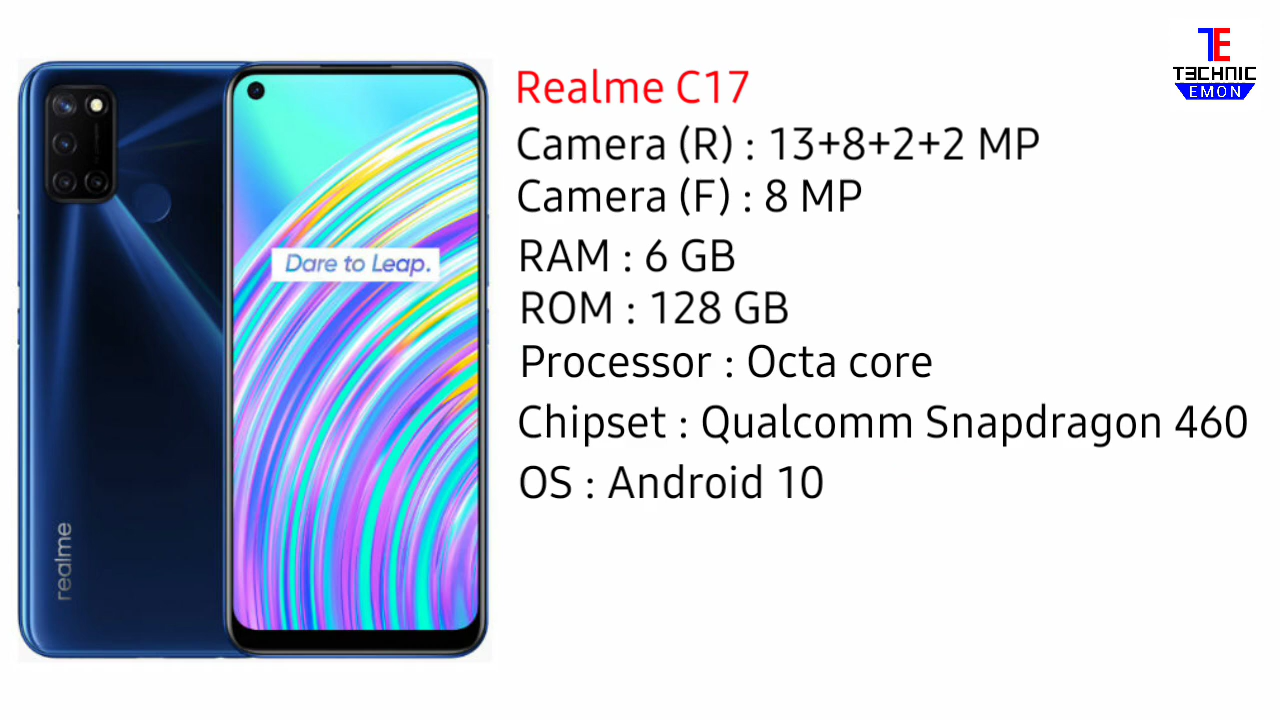 Realme C17
Camera (R) : 13+8+2+2 MP
Camera (F) : 8 MP
RAM : 6 GB
ROM : 128 GB
Processor : Octa core
Chipset : Qualcomm Snapdragon 460
OS : Android 10
Dare to Leap.
realme
TE
TECHNIC
EMON